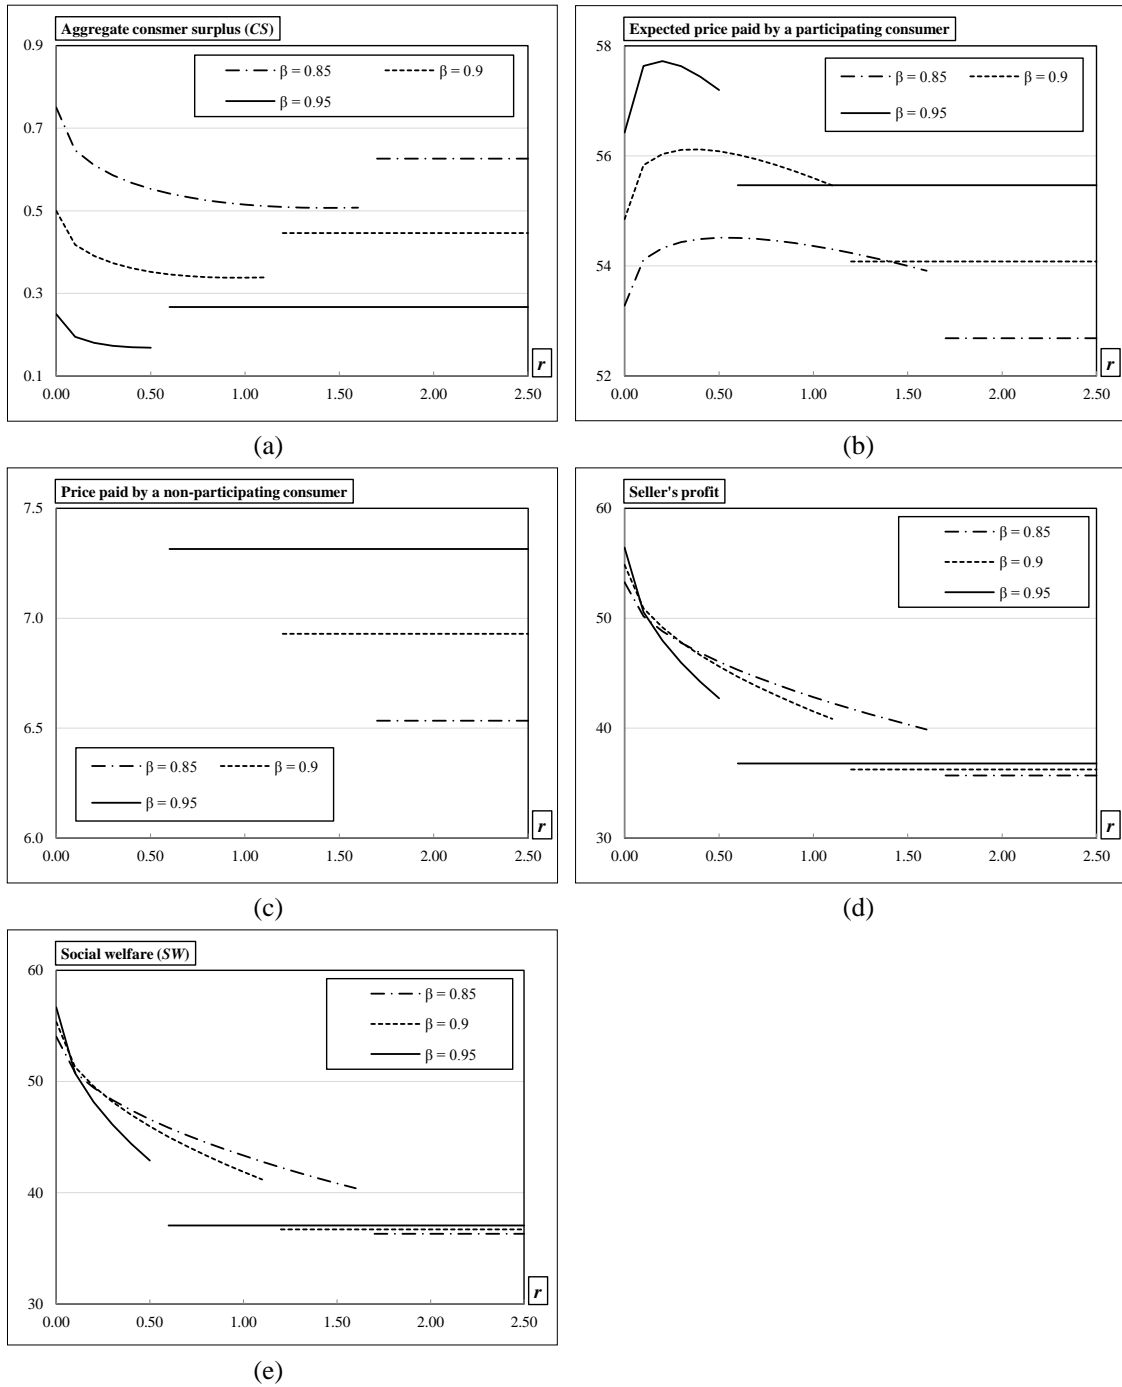 Aggregate consmer surplus (CS)
0.9
0.7
0.5
0.3
0.1
β = 0.85
β = 0.9
β = 0.95
r
0.00 0.50 1.00 1.50 2.00 2.50
(a)
Expected price paid by a participating consumer
58
56
54
52
β = 0.85
β = 0.9
β = 0.95
r
0.00 0.50 1.00 1.50 2.00 2.50
(b)
Price paid by a non-participating consumer
7.5
7.0
6.5
6.0
β = 0.85
β = 0.9
β = 0.95
r
0.00 0.50 1.00 1.50 2.00 2.50
(c)
Seller's profit
60
50
40
30
β = 0.85
β = 0.9
β = 0.95
r
0.00 0.50 1.00 1.50 2.00 2.50
(d)
Social welfare (SW)
60
50
40
30
β = 0.85
β = 0.9
β = 0.95
r
0.00 0.50 1.00 1.50 2.00 2.50
(e)